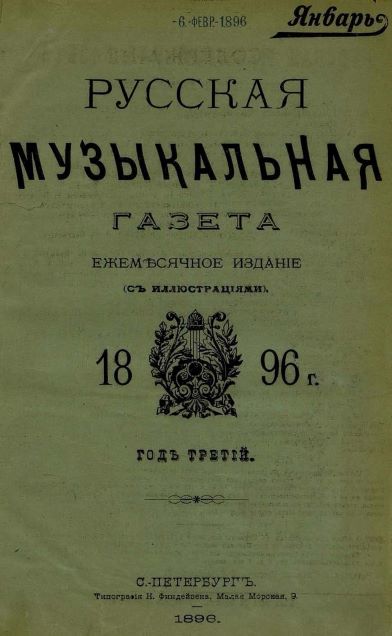 -6. ФЕВР. 1896
Январь
РУССКАЯ
МУЗЫКАЛЬНАЯ
ГАЗЕТА
ЕЖЕМѢСЯЧНОЕ ИЗДАНІЕ
(СЪ ИЛЛЮСТРАЦІЯМИ).
18 96 г.
ГОДЪ ТРЕТІЙ.
С.-ПЕТЕРБУРГЪ.
Типографія Н. Финдейзена, Малая Морская, 9.
1896.